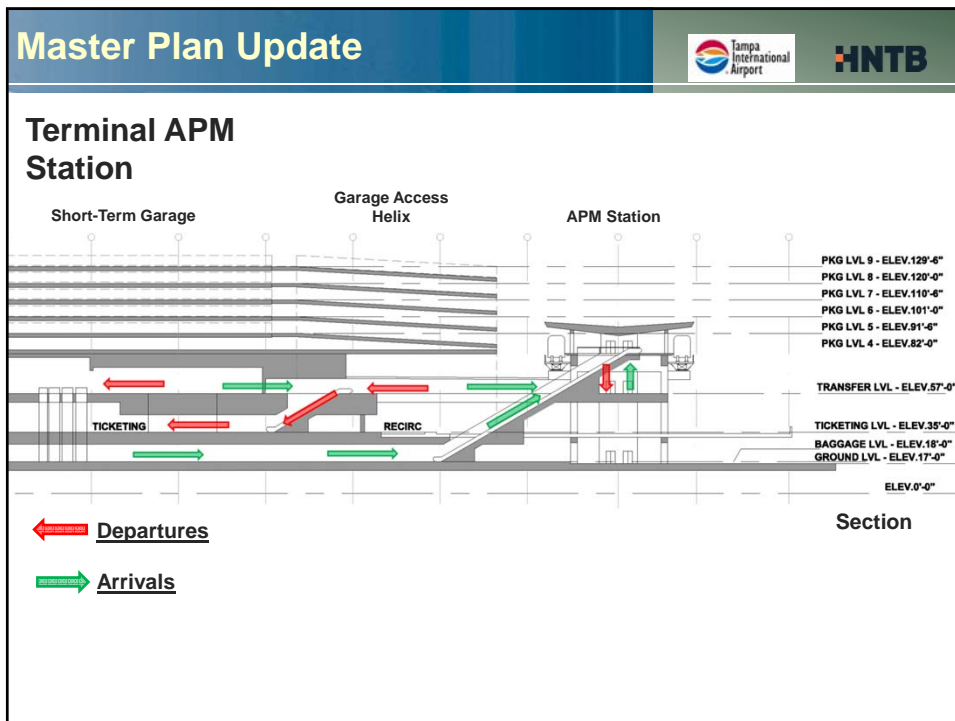 Master Plan Update
Tampa
International
Airport
HNTB
Terminal APM
Station
Short-Term Garage
Garage Access
Helix
APM Station
PKG LVL 9 - ELEV.129'-6"
PKG LVL 8 - ELEV.120'-0"
PKG LVL 7 - ELEV.110'-6"
PKG LVL 6 - ELEV.101'-0"
PKG LVL 5 - ELEV.91'-6"
PKG LVL 4 - ELEV.82'-0"
TRANSFER LVL - ELEV.57'-0"
TICKETING
RECIRC
TICKETING LVL - ELEV.35'-0"
BAGGAGE LVL - ELEV.18'-0"
GROUND LVL - ELEV.17'-0"
ELEV.0'-0"
Section
Departures
Arrivals